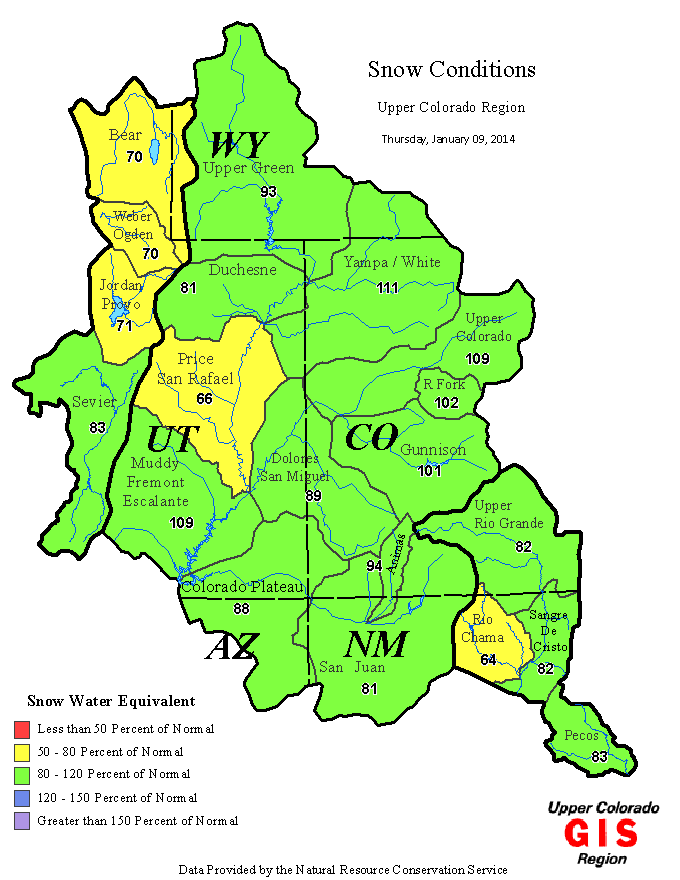 Snow Conditions
Upper Colorado Region
Thursday, January 09, 2014
Bear
70
WY
Upper Green
93
Weber
Ogden
70
Duchesne
81
Yampa / White
111
Jordan
Provo
71
Upper
Colorado
109
Price
San Rafael
66
R Fork
102
Sevier
83
UT
CO
Gunnison
101
Muddy
Fremont
Escalante
109
Dolores
San Miguel
89
Upper
Rio Grande
82
Animas
94
Colorado Plateau
88
Rio
Chama
64
Sangre
De
Cristo
82
AZ
NM
San Juan
81
Pecos
83
Snow Water Equivalent
Less than 50 Percent of Normal
50 - 80 Percent of Normal
80 - 120 Percent of Normal
120 - 150 Percent of Normal
Greater than 150 Percent of Normal
Upper Colorado
GIS
Region
Data Provided by the Natural Resource Conservation Service